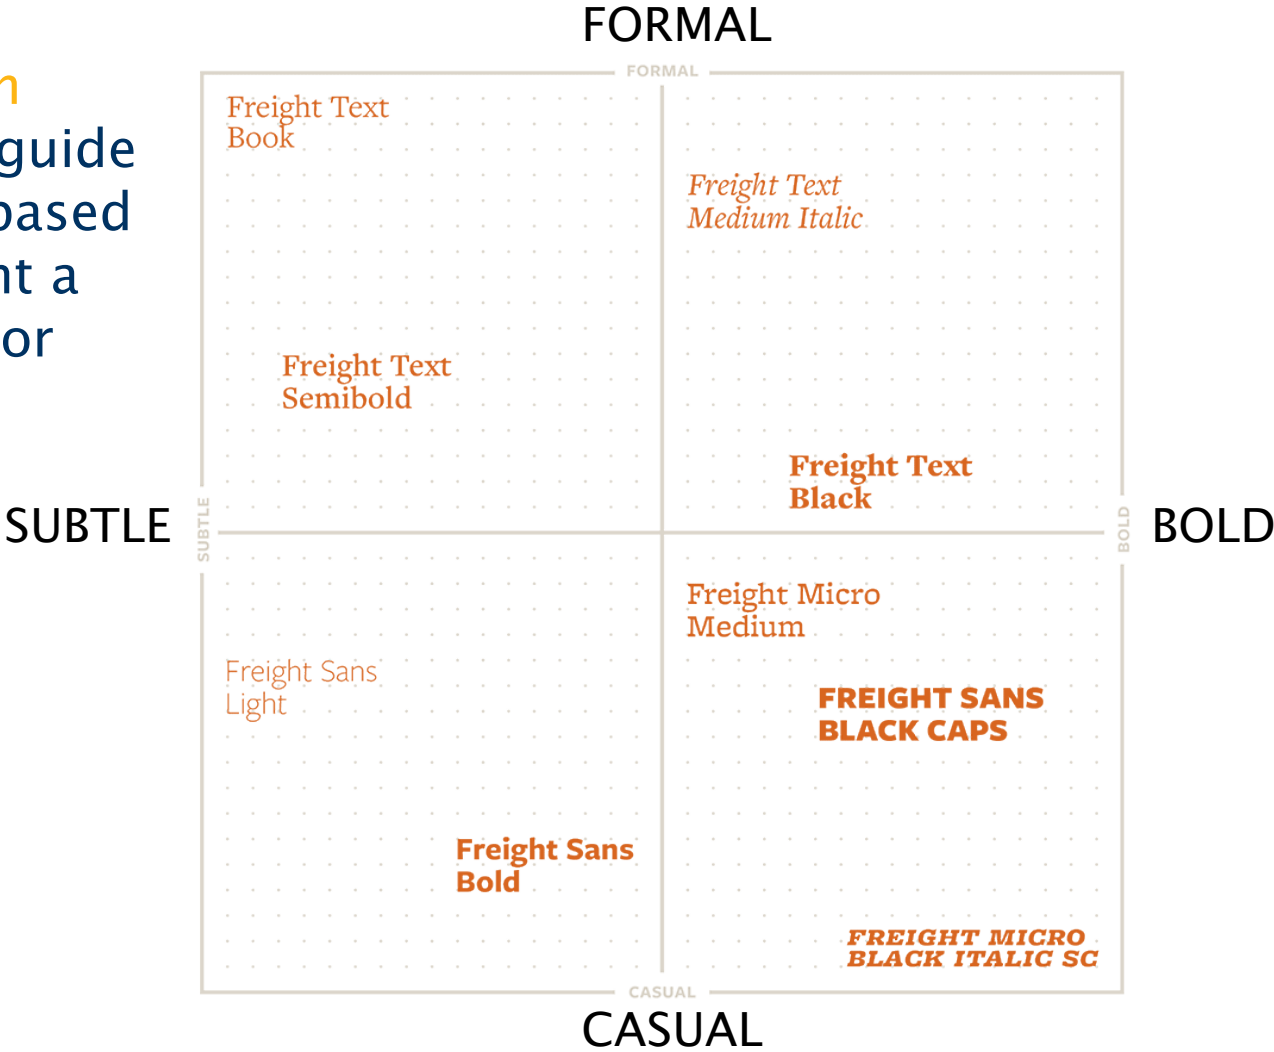 FORMAL
FORMAL
guide
based
nt a
or
Freight Text
Book
Freight Text
Medium Italic
Freight Text
Semibold
Freight Text
Black
SUBTLE
SUBTLE
BOLD
BOLD
Freight Micro
Medium
Freight Sans
Light
FREIGHT SANS
BLACK CAPS
Freight Sans
Bold
FREIGHT MICRO
BLACK ITALIC SC
CASUAL
CASUAL